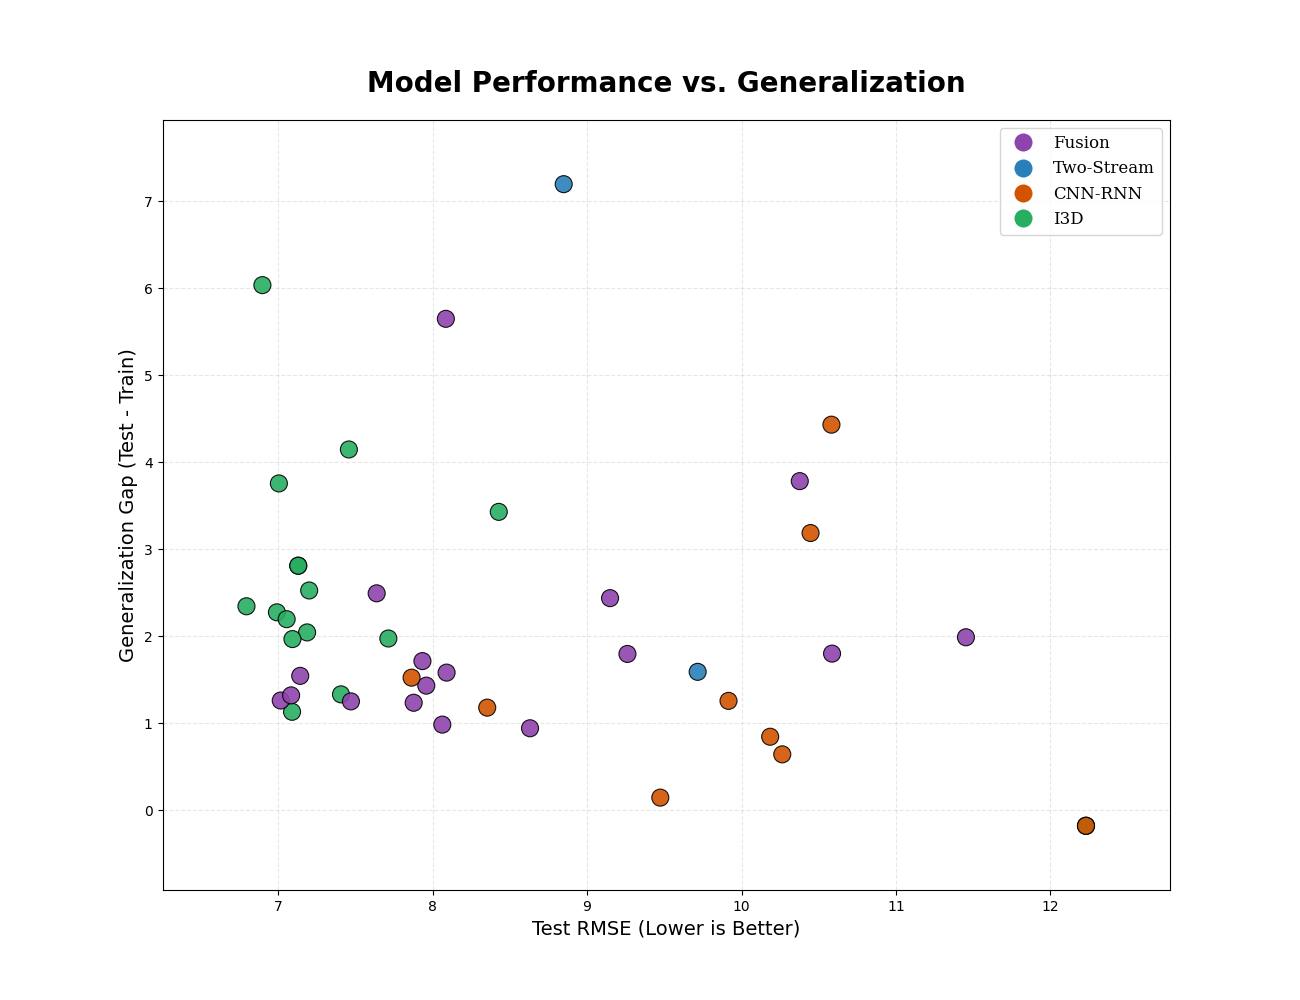 Model Performance vs. Generalization
Fusion
Two-Stream
CNN-RNN
I3D
Generalization Gap (Test - Train)
7
6
5
4
3
2
1
0
7 8 9 10 11 12
Test RMSE (Lower is Better)